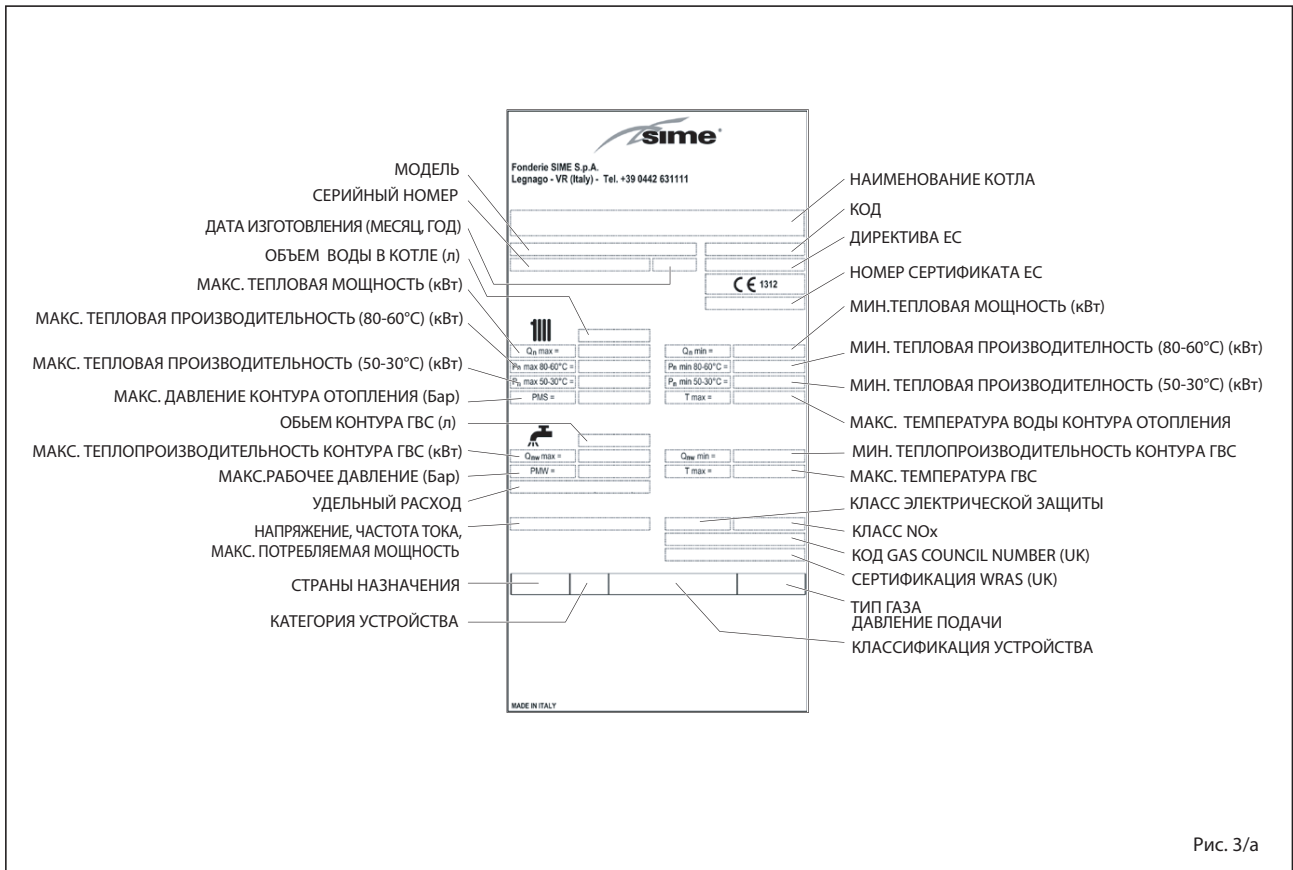 sime
Fonderie SIME S.p.A.
Legnago - VR (Italy) - Tel. +39 0442 631111
МОДЕЛЬ
СЕРИЙНЫЙ НОМЕР
ДАТА ИЗГОТОВЛЕНИЯ (МЕСЯЦ, ГОД)
ОБЪЕМ ВОДЫ В КОТЛЕ (л)
МАКС. ТЕПЛОВАЯ МОЩНОСТЬ (кВт)
МАКС. ТЕПЛОВАЯ ПРОИЗВОДИТЕЛЬНОСТЬ (80-60°C) (кВт)
МАКС. ТЕПЛОВАЯ ПРОИЗВОДИТЕЛЬНОСТЬ (50-30°C) (кВт)
МАКС. ДАВЛЕНИЕ КОНТУРА ОТОПЛЕНИЯ (Бар)
ОБЬЕМ КОНТУРА ГВС (л)
МАКС. ТЕПЛОПРОИЗВОДИТЕЛЬНОСТЬ КОНТУРА ГВС (кВт)
МАКС.РАБОЧЕЕ ДАВЛЕНИЕ (Бар)
УДЕЛЬНЫЙ РАСХОД
НАПРЯЖЕНИЕ, ЧАСТОТА ТОКА,
МАКС. ПОТРЕБЛЯЕМАЯ МОЩНОСТЬ
СТРАНЫ НАЗНАЧЕНИЯ
КАТЕГОРИЯ УСТРОЙСТВА
CE 1312
Qn max =
Qn min =
Pn max 80-60°C =
Pn min 80-60°C =
Pn max 50-30°C =
Pn min 50-30°C =
PMS =
T max =
Qnw max =
Qnw min =
PMW =
T max =
MADE IN ITALY
НАИМЕНОВАНИЕ КОТЛА
КОД
ДИРЕКТИВА ЕС
НОМЕР СЕРТИФИКАТА ЕС
МИН.ТЕПЛОВАЯ МОЩНОСТЬ (кВт)
МИН. ТЕПЛОВАЯ ПРОИЗВОДИТЕЛНОСТЬ (80-60°C) (кВт)
МИН. ТЕПЛОВАЯ ПРОИЗВОДИТЕЛНОСТЬ (50-30°C) (кВт)
МАКС. ТЕМПЕРАТУРА ВОДЫ КОНТУРА ОТОПЛЕНИЯ
МИН. ТЕПЛОПРОИЗВОДИТЕЛЬНОСТЬ КОНТУРА ГВС
МАКС. ТЕМПЕРАТУРА ГВС
КЛАСС ЭЛЕКТРИЧЕСКОЙ ЗАЩИТЫ
КЛАСС NOx
КОД GAS COUNCIL NUMBER (UK)
СЕРТИФИКАЦИЯ WRAS (UK)
ТИП ГАЗА
ДАВЛЕНИЕ ПОДАЧИ
КЛАССИФИКАЦИЯ УСТРОЙСТВА
Рис. 3/a